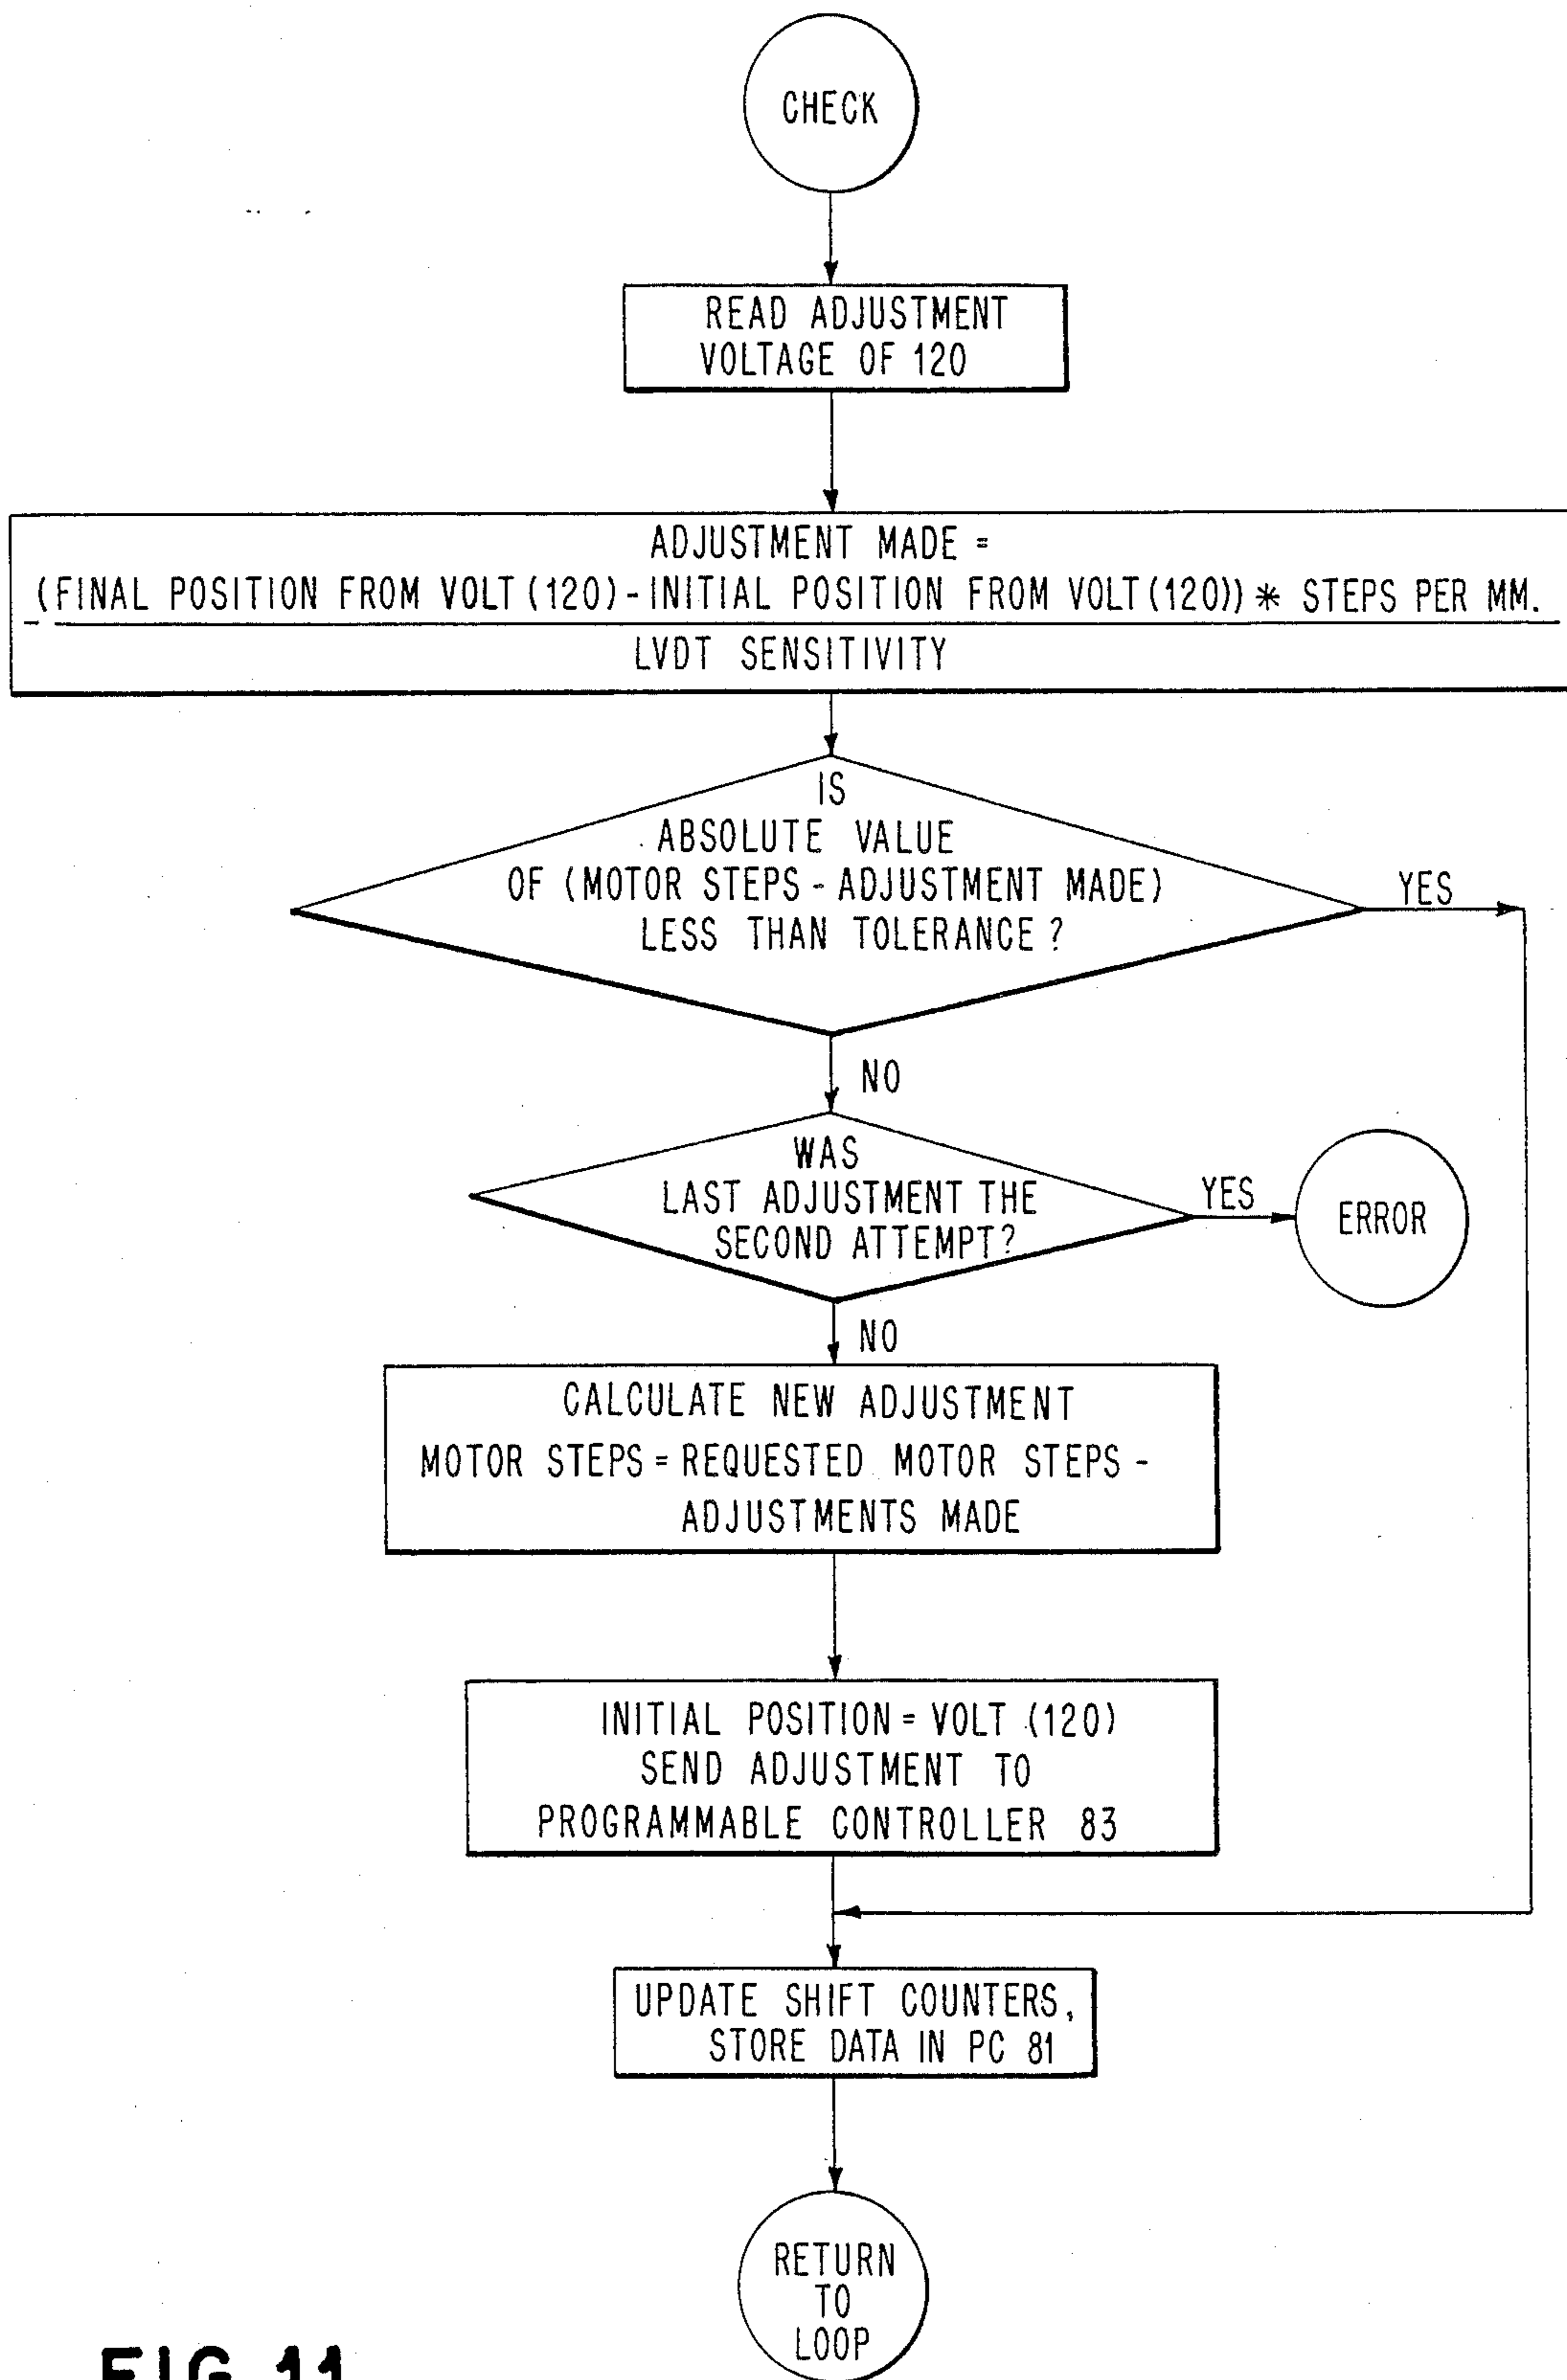 CHECK
READ ADJUSTMENT
VOLTAGE OF 120
ADJUSTMENT MADE =
(FINAL POSITION FROM VOLT (120) - INITIAL POSITION FROM VOLT (120)) * STEPS PER MM.
LVDT SENSITIVITY
IS
ABSOLUTE VALUE
OF (MOTOR STEPS - ADJUSTMENT MADE)
LESS THAN TOLERANCE ?
YES
NO
WAS
LAST ADJUSTMENT THE
SECOND ATTEMPT?
YES
ERROR
NO
CALCULATE NEW ADJUSTMENT
MOTOR STEPS = REQUESTED MOTOR STEPS -
ADJUSTMENTS MADE
INITIAL POSITION = VOLT (120)
SEND ADJUSTMENT TO
PROGRAMMABLE CONTROLLER 83
UPDATE SHIFT COUNTERS,
STORE DATA IN PC 81
RETURN
TO
LOOP
FIG. 11